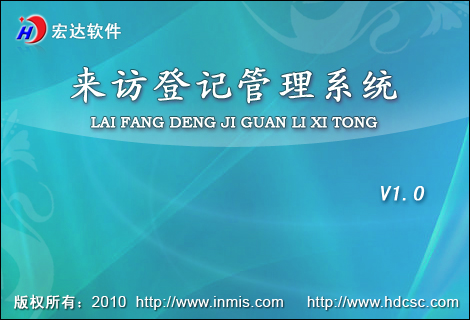 宏达软件
来访登记管理系统
LAI FANG DENG JI GUAN LI XI TONG
V1.0
版权所有：2010 http://www.inmis.com http://www.hdcsc.com